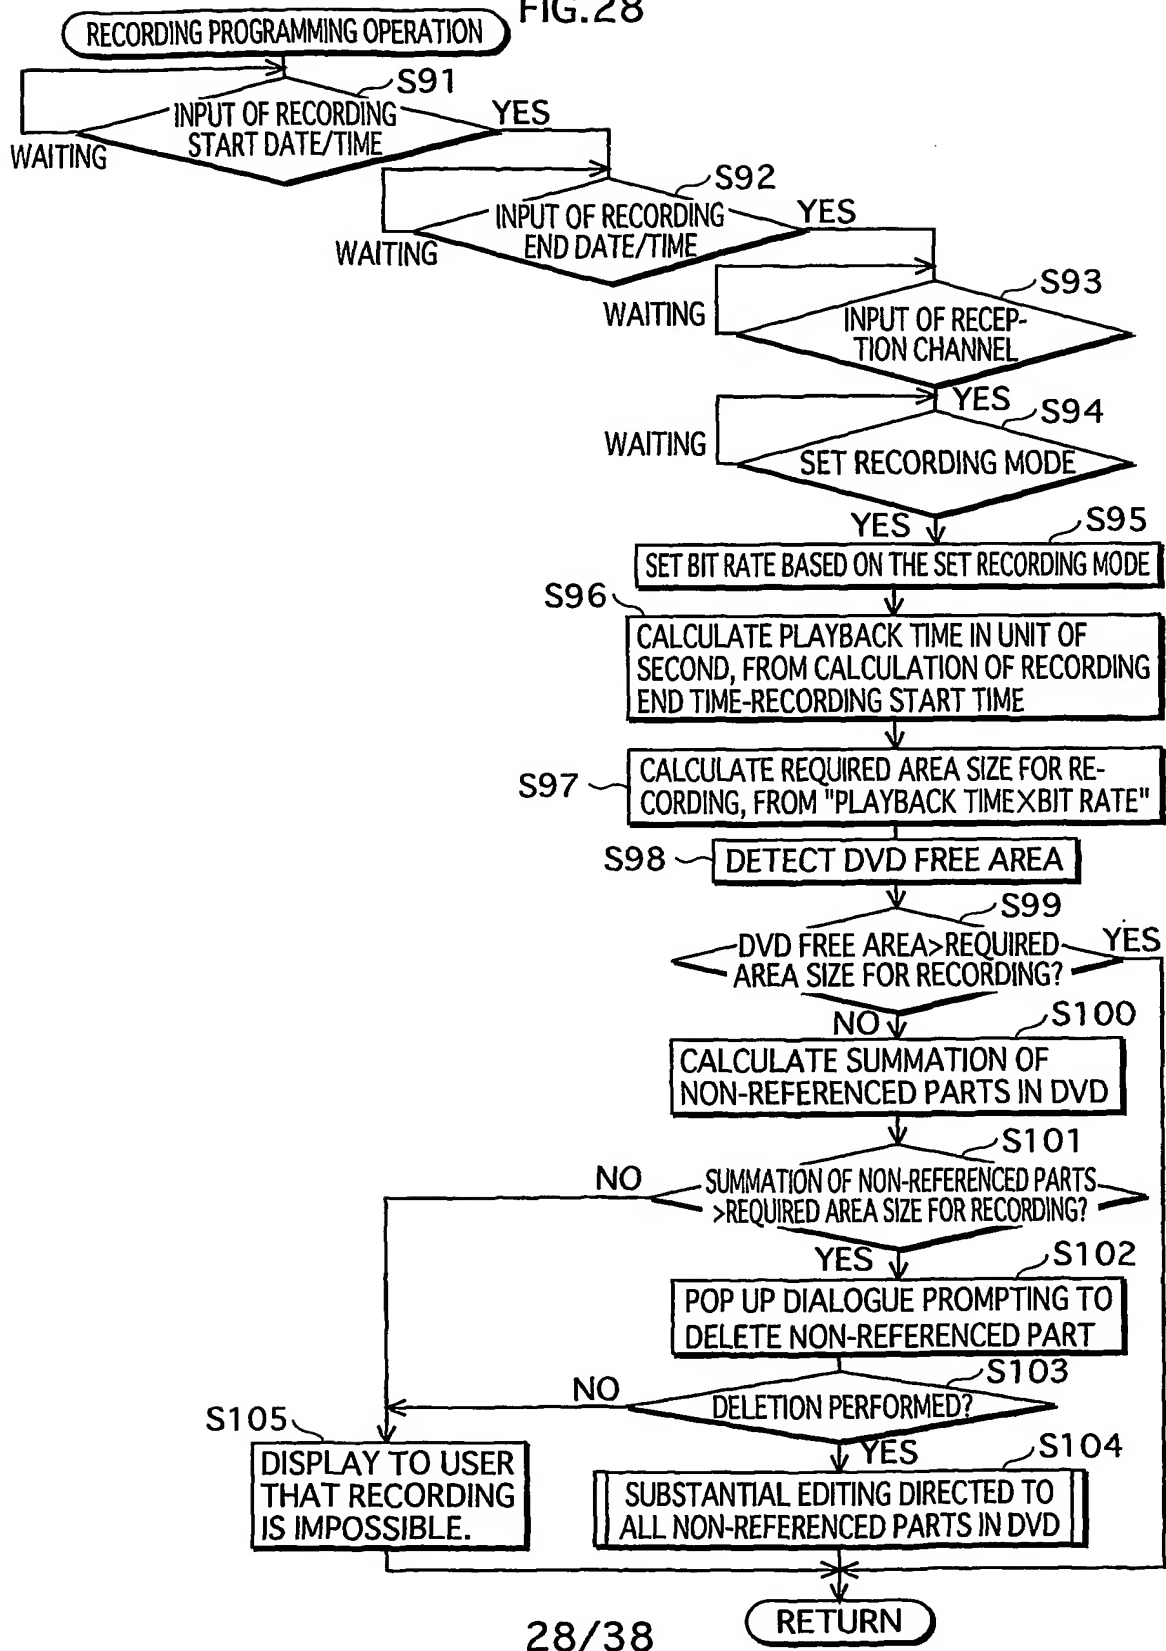 FIG.28
RECORDING PROGRAMMING OPERATION
S91
INPUT OF RECORDING
START DATE/TIME
YES
WAITING
S92
INPUT OF RECORDING
END DATE/TIME
YES
WAITING
S93
INPUT OF RECEP-
TION CHANNEL
WAITING
YES
S94
SET RECORDING MODE
WAITING
YES
S95
SET BIT RATE BASED ON THE SET RECORDING MODE
S96
CALCULATE PLAYBACK TIME IN UNIT OF
SECOND, FROM CALCULATION OF RECORDING
END TIME-RECORDING START TIME
S97
CALCULATE REQUIRED AREA SIZE FOR RE-
CORDING, FROM "PLAYBACK TIME×BIT RATE"
S98
DETECT DVD FREE AREA
S99
DVD FREE AREA>REQUIRED
AREA SIZE FOR RECORDING?
YES
NO
S100
CALCULATE SUMMATION OF
NON-REFERENCED PARTS IN DVD
S101
NO
SUMMATION OF NON-REFERENCED PARTS
>REQUIRED AREA SIZE FOR RECORDING?
YES
S102
POP UP DIALOGUE PROMPTING TO
DELETE NON-REFERENCED PART
S103
NO
DELETION PERFORMED?
S105
YES
S104
DISPLAY TO USER
THAT RECORDING
IS IMPOSSIBLE.
SUBSTANTIAL EDITING DIRECTED TO
ALL NON-REFERENCED PARTS IN DVD
RETURN
28/38